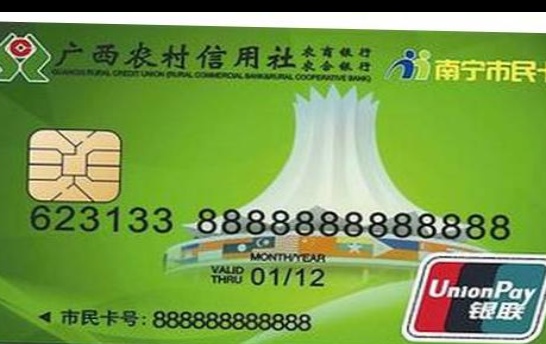 广西农村信用社 农商银行 农合银行 南宁市民卡
GUANGXI RURAL CREDIT UNION (RURAL COMMERCIAL BANK&RURAL COOPERATIVE BANK)
623133 8888888888888
MONTH/YEAR
VALID THRU 01/12
市民卡号: 888888888888
UnionPay
银联